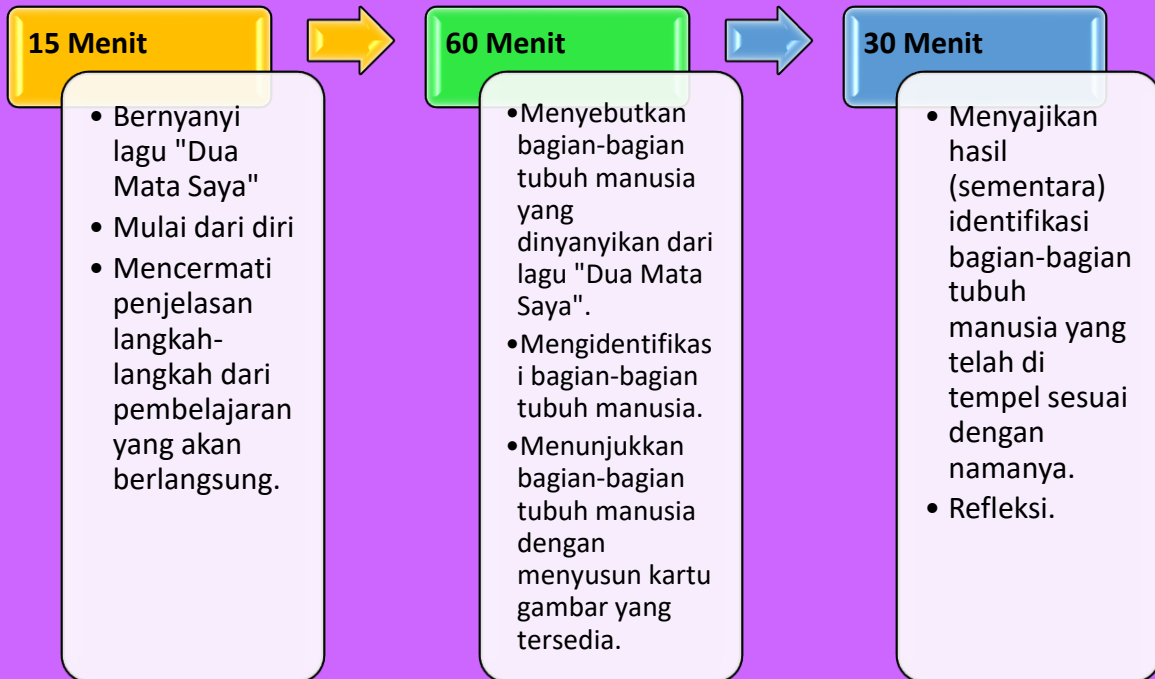 15 Menit
• Bernyanyi
lagu "Dua
Mata Saya"
• Mulai dari diri
• Mencermati
penjelasan
langkah-
langkah dari
pembelajaran
yang akan
berlangsung.
60 Menit
•Menyebutkan
bagian-bagian
tubuh manusia
yang
dinyanyikan dari
lagu "Dua Mata
Saya".
•Mengidentifikas
i bagian-bagian
tubuh manusia.
•Menunjukkan
bagian-bagian
tubuh manusia
dengan
menyusun kartu
gambar yang
tersedia.
30 Menit
• Menyajikan
hasil
(sementara)
identifikasi
bagian-bagian
tubuh
manusia yang
telah di
tempel sesuai
dengan
namanya.
• Refleksi.